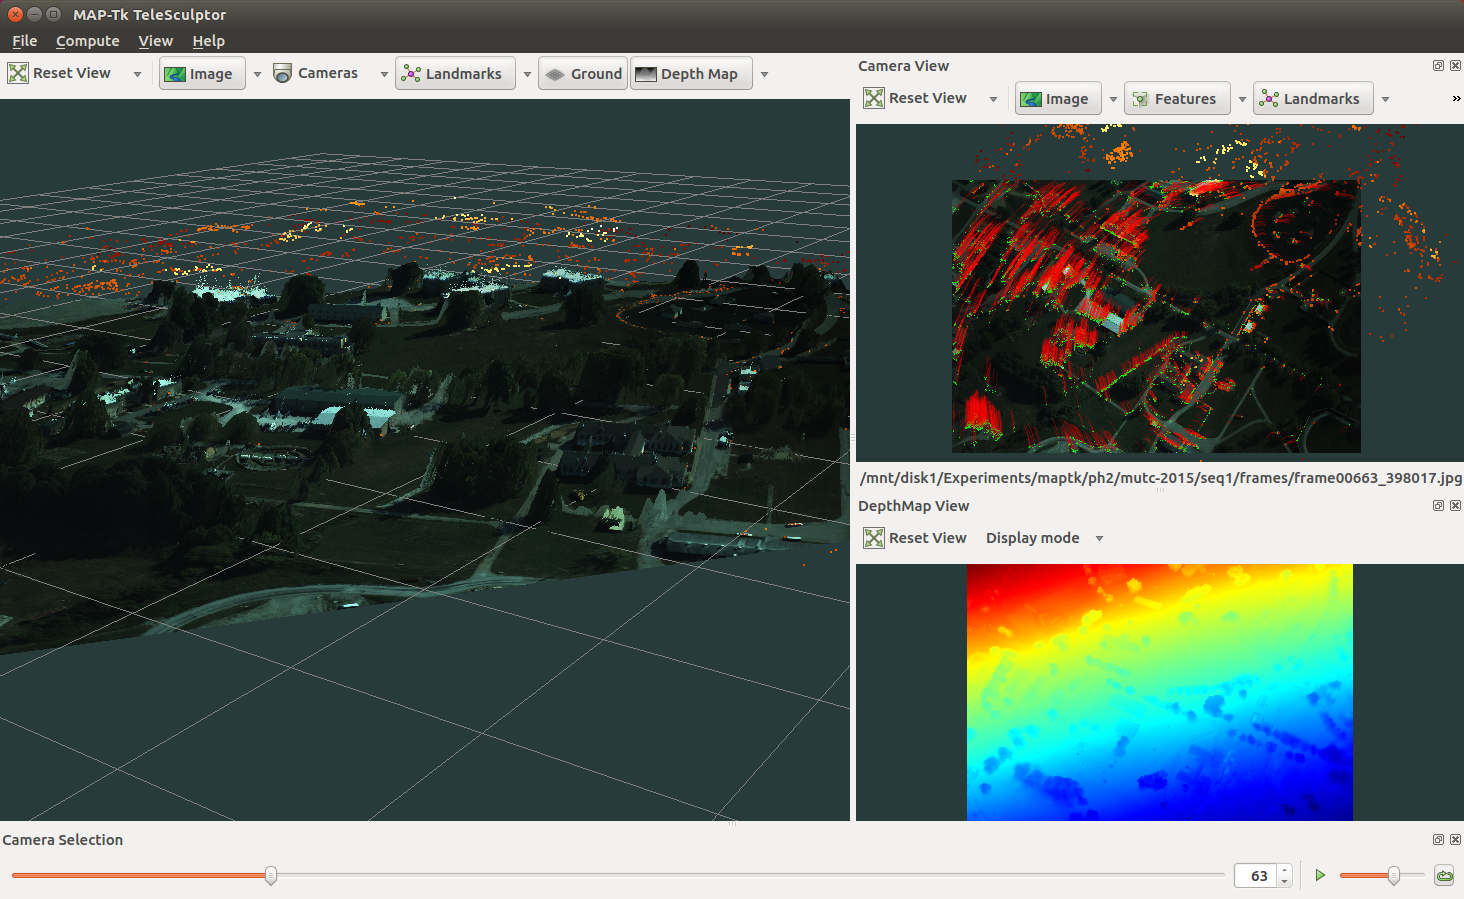 MAP-Tk TeleSculptor
File Compute View Help
Reset View Image Cameras Landmarks Ground Depth Map
Camera View
Reset View Image Features Landmarks »
/mnt/disk1/Experiments/maptk/ph2/mutc-2015/seq1/frames/frame00663_398017.jpg
DepthMap View
Reset View Display mode
Camera Selection
63